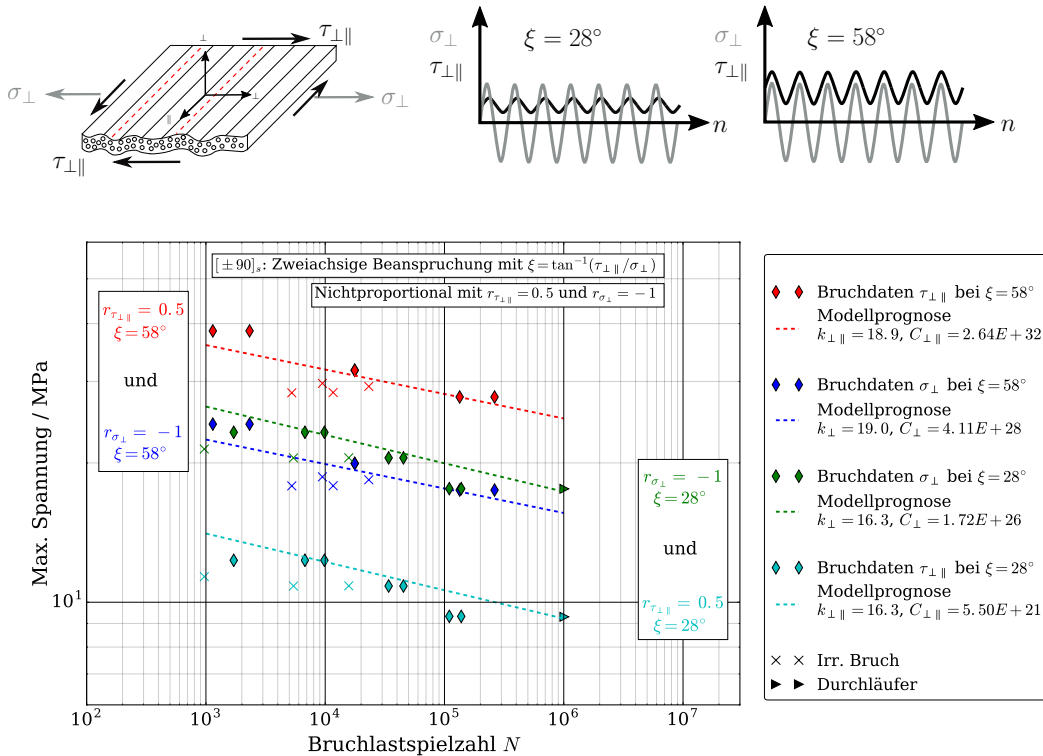 τ⊥∥
σ⊥
σ⊥
τ⊥∥
⊥
⊥
∥
σ⊥
τ⊥∥
ξ = 28°
n
σ⊥
τ⊥∥
ξ = 58°
n
[±90]s: Zweiachsige Beanspruchung mit ξ=tan⁻¹(τ⊥∥/σ⊥)
Nichtproportional mit rτ⊥∥ = 0.5 und rσ⊥ = −1
rτ⊥∥ = 0.5
ξ=58°
und
rσ⊥ = −1
ξ=58°
rσ⊥ = −1
ξ=28°
und
rτ⊥∥ = 0.5
ξ=28°
Max. Spannung / MPa
10¹
10² 10³ 10⁴ 10⁵ 10⁶ 10⁷
Bruchlastspielzahl N
Bruchdaten τ⊥∥ bei ξ=58°
Modellprognose
k⊥∥=18.9, C⊥∥=2.64E+32
Bruchdaten σ⊥ bei ξ=58°
Modellprognose
k⊥=19.0, C⊥=4.11E+28
Bruchdaten σ⊥ bei ξ=28°
Modellprognose
k⊥=16.3, C⊥=1.72E+26
Bruchdaten τ⊥∥ bei ξ=28°
Modellprognose
k⊥∥=16.3, C⊥∥=5.50E+21
Irr. Bruch
Durchläufer